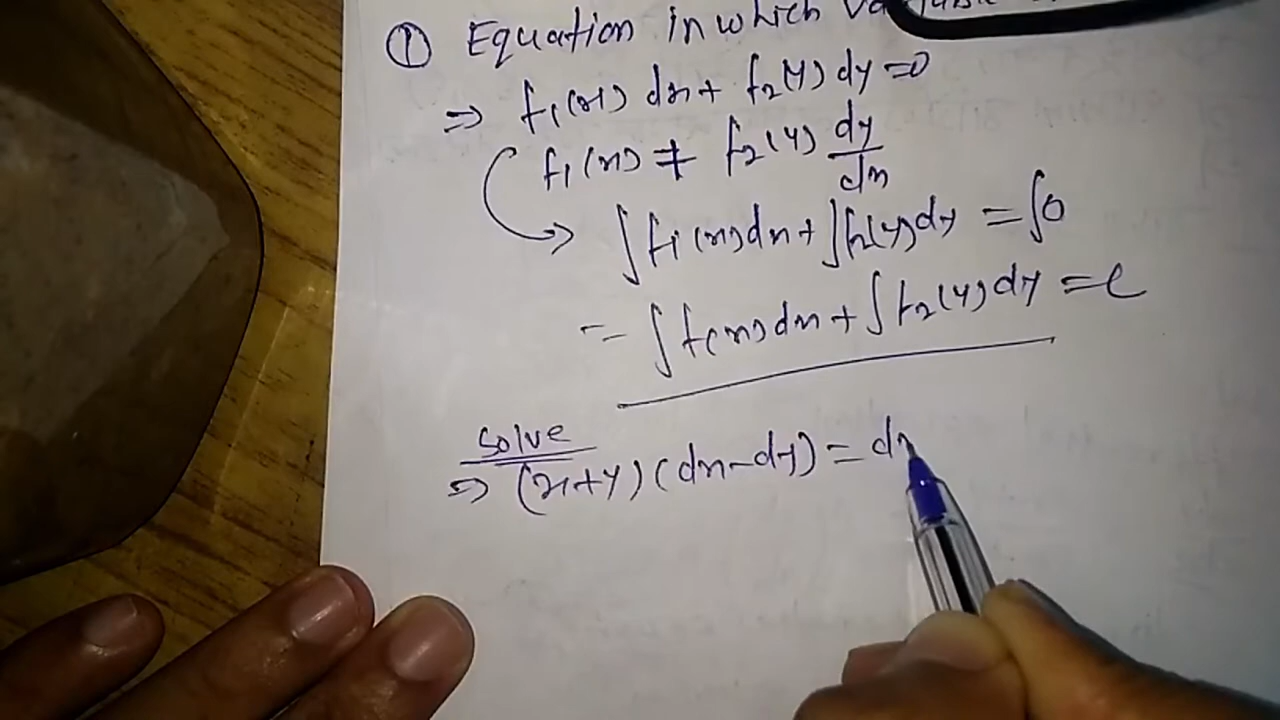 ① Equation in which
⇒ f₁(x) dx + f₂(y) dy = 0
f₁(x) ≠ f₂(y) dy/dx
→ ∫f₁(x)dx + ∫f₂(y)dy = ∫0
= ∫f(x)dx + ∫f₂(y)dy = c
Solve
⇒ (x+y)(dx-dy) = dx